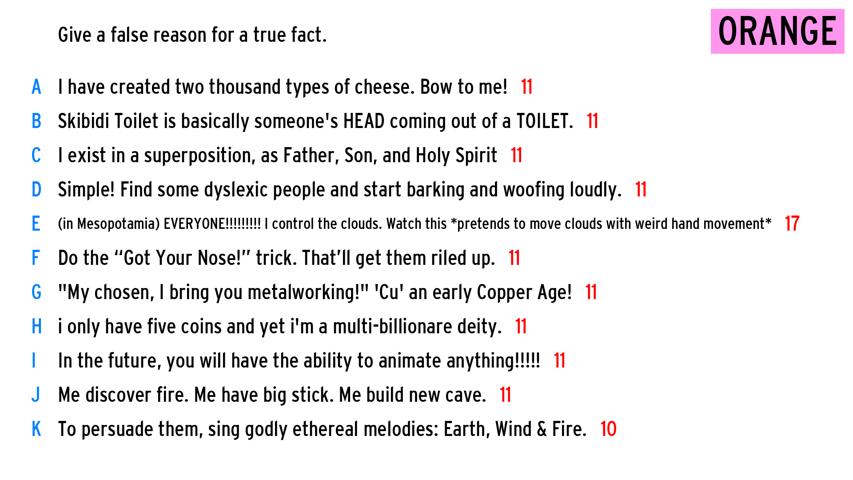 Give a false reason for a true fact.
ORANGE
A I have created two thousand types of cheese. Bow to me! 11
B Skibidi Toilet is basically someone's HEAD coming out of a TOILET. 11
C I exist in a superposition, as Father, Son, and Holy Spirit 11
D Simple! Find some dyslexic people and start barking and woofing loudly. 11
E (in Mesopotamia) EVERYONE!!!!!!!!! I control the clouds. Watch this *pretends to move clouds with weird hand movement* 17
F Do the “Got Your Nose!” trick. That’ll get them riled up. 11
G "My chosen, I bring you metalworking!" 'Cu' an early Copper Age! 11
H i only have five coins and yet i'm a multi-billionare deity. 11
I In the future, you will have the ability to animate anything!!!!! 11
J Me discover fire. Me have big stick. Me build new cave. 11
K To persuade them, sing godly ethereal melodies: Earth, Wind & Fire. 10